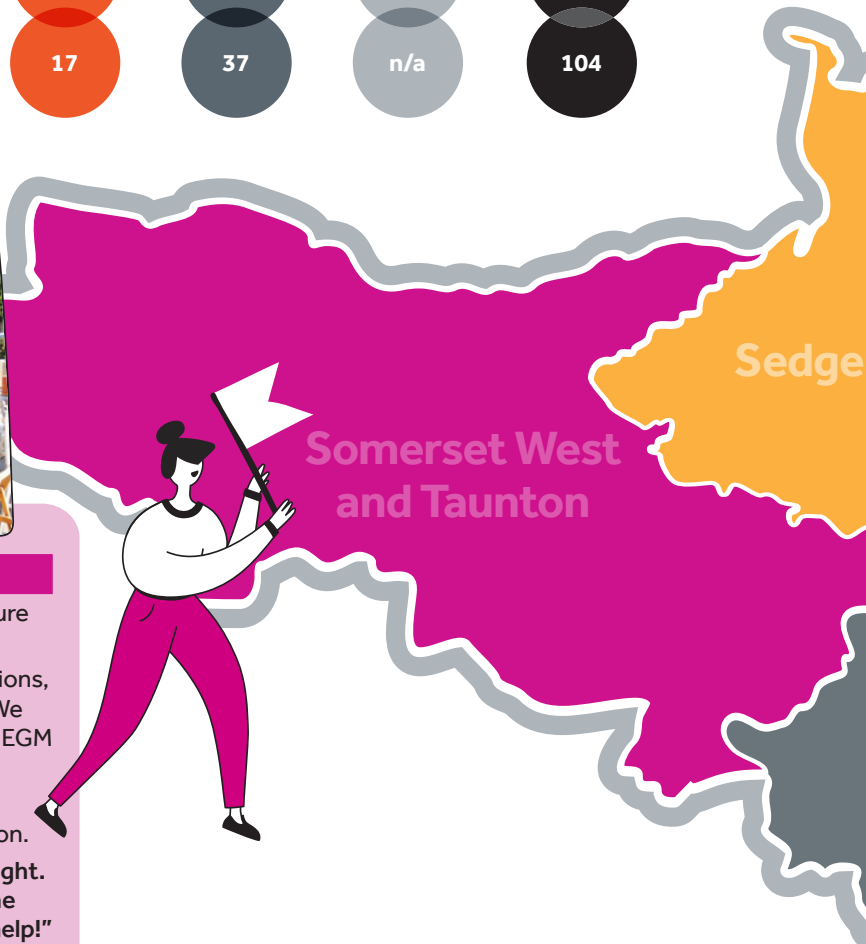 17 37 n/a 104
Sedge
Somerset West
and Taunton
ure
ions,
We
EGM
on.
ght.
ne
elp!”